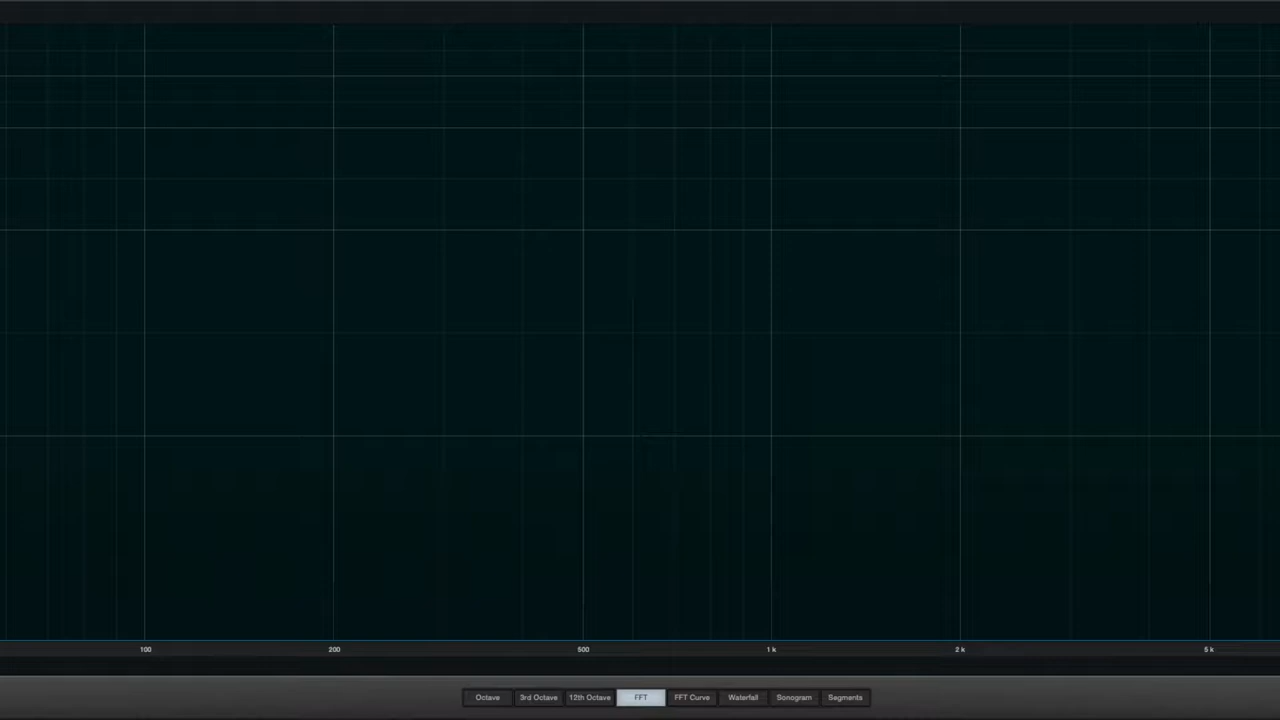 100 200 500 1 k 2 k 5 k
Octave 3rd Octave 12th Octave FFT FFT Curve Waterfall Sonogram Segments